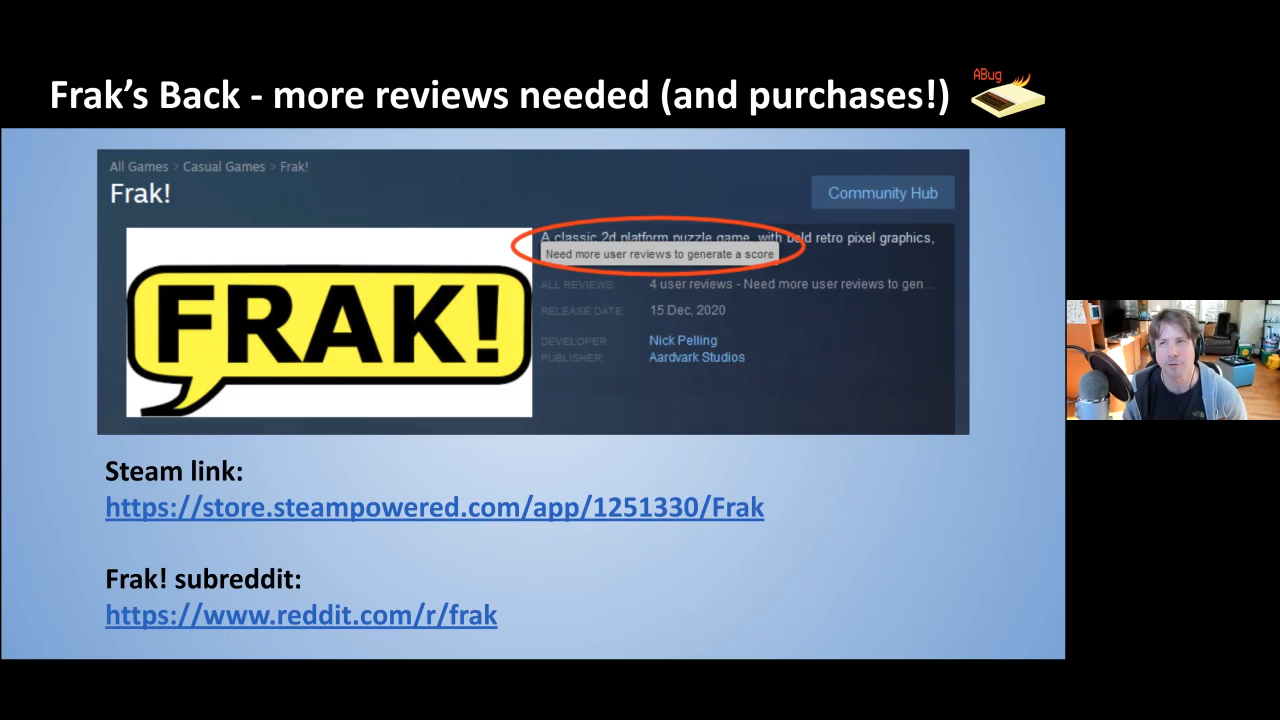 Frak's Back - more reviews needed (and purchases!)
ABug
All Games > Casual Games > Frak!
Frak!
Community Hub
FRAK!
A classic 2d platform puzzle game, with bold retro pixel graphics,
Need more user reviews to generate a score
ALL REVIEWS: 4 user reviews - Need more user reviews to gen...
RELEASE DATE: 15 Dec, 2020
DEVELOPER: Nick Pelling
PUBLISHER: Aardvark Studios
Steam link:
https://store.steampowered.com/app/1251330/Frak
Frak! subreddit:
https://www.reddit.com/r/frak